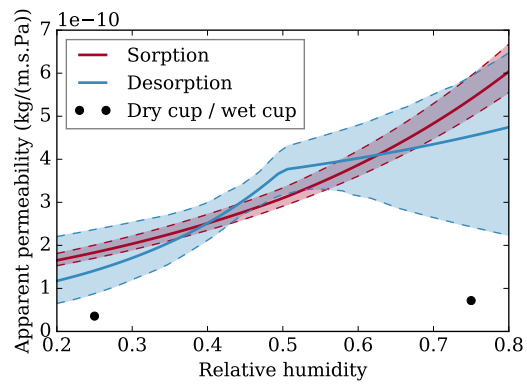 1e−10
Apparent permeability (kg/(m.s.Pa))
7
6
5
4
3
2
1
0
Sorption
Desorption
Dry cup / wet cup
0.2 0.3 0.4 0.5 0.6 0.7 0.8
Relative humidity